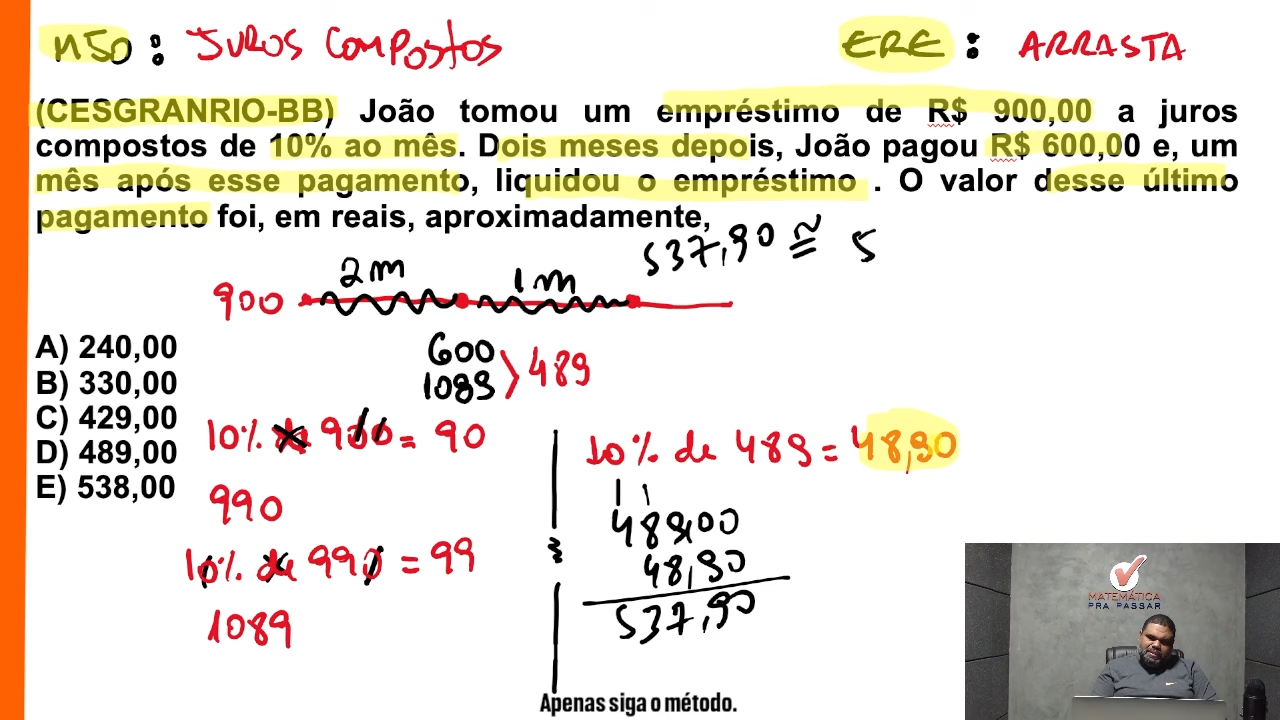 M50 : JUROS COMPOSTOS
ERE : ARRASTA
(CESGRANRIO-BB) João tomou um empréstimo de R$ 900,00 a juros
compostos de 10% ao mês. Dois meses depois, João pagou R$ 600,00 e, um
mês após esse pagamento, liquidou o empréstimo . O valor desse último
pagamento foi, em reais, aproximadamente,
537,90 ≅ 5
2m 1m
900
600
1089 > 489
A) 240,00
B) 330,00
C) 429,00
D) 489,00
E) 538,00
10% de 900 = 90
990
10% de 990 = 99
1089
10% de 489 = 48,90
1 1
489,00
48,90
537,90
MATEMÁTICA
PRA PASSAR
Apenas siga o método.